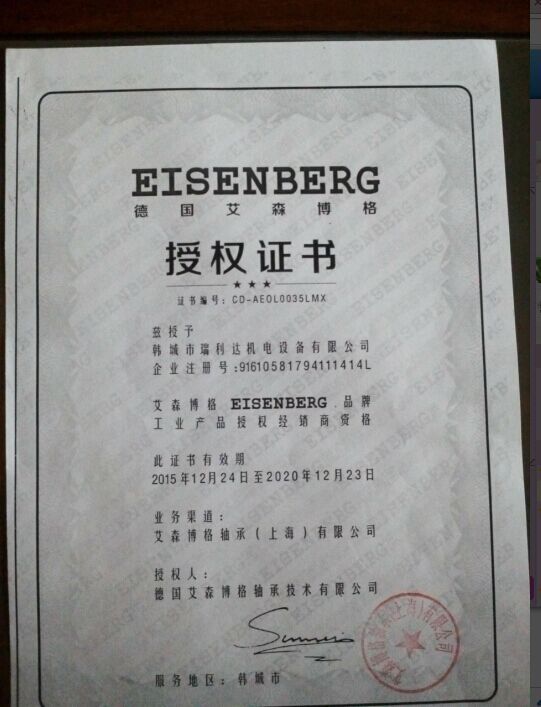 EISENBERG
德国艾森博格
授权证书
★★★
证书编号：CD-AEOL0035LMX
兹授予
韩城市瑞利达机电设备有限公司
企业注册号:91610581794111414L
艾森博格 EISENBERG 品牌
工业产品授权经销商资格
此证书有效期
2015年12月24日至2020年12月23日
业务渠道：
艾森博格轴承（上海）有限公司
授权人：
德国艾森博格轴承技术有限公司
服务地区：韩城市